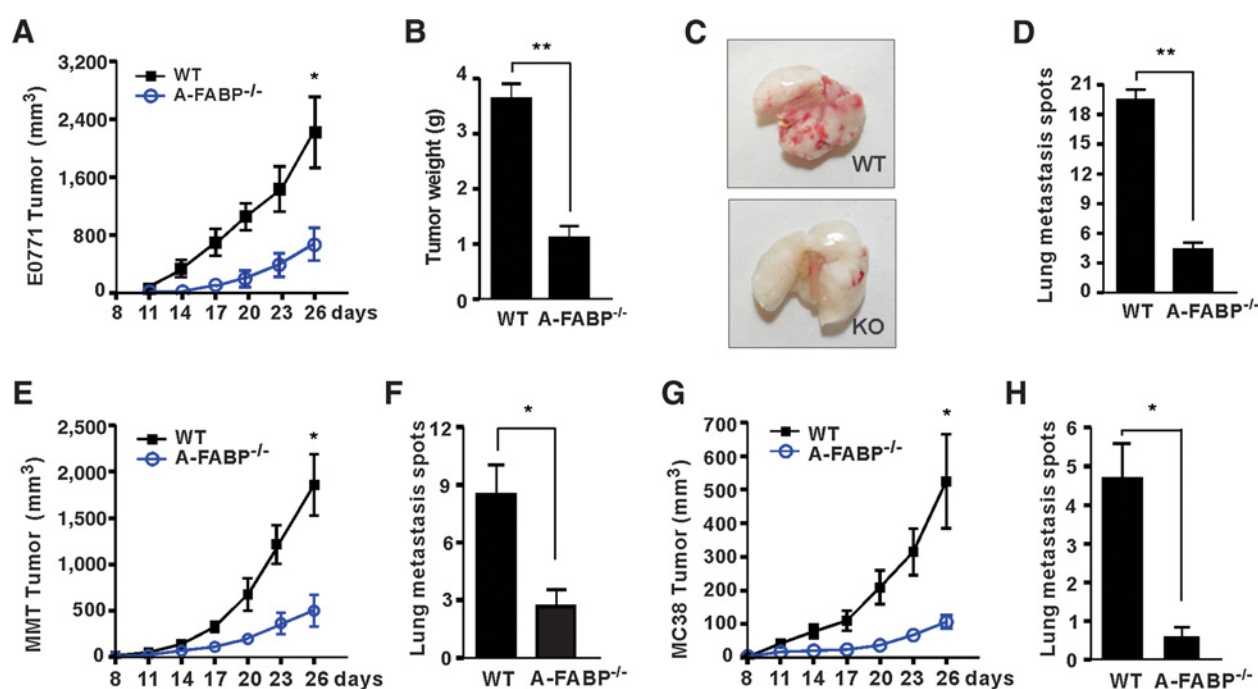 A
E0771 Tumor (mm³)
3,200
2,400
1,600
800
0
WT
A-FABP⁻/⁻
*
8 11 14 17 20 23 26 days
B
Tumor weight (g)
4
3
2
1
0
**
WT A-FABP⁻/⁻
C
WT
KO
D
Lung metastasis spots
21
18
15
12
9
6
3
0
**
WT A-FABP⁻/⁻
E
MMT Tumor (mm³)
2,500
2,000
1,500
1,000
500
0
WT
A-FABP⁻/⁻
*
8 11 14 17 20 23 26 days
F
Lung metastasis spots
12
9
6
3
0
*
WT A-FABP⁻/⁻
G
MC38 Tumor (mm³)
700
600
500
400
300
200
100
0
WT
A-FABP⁻/⁻
*
8 11 14 17 20 23 26 days
H
Lung metastasis spots
6
5
4
3
2
1
0
*
WT A-FABP⁻/⁻